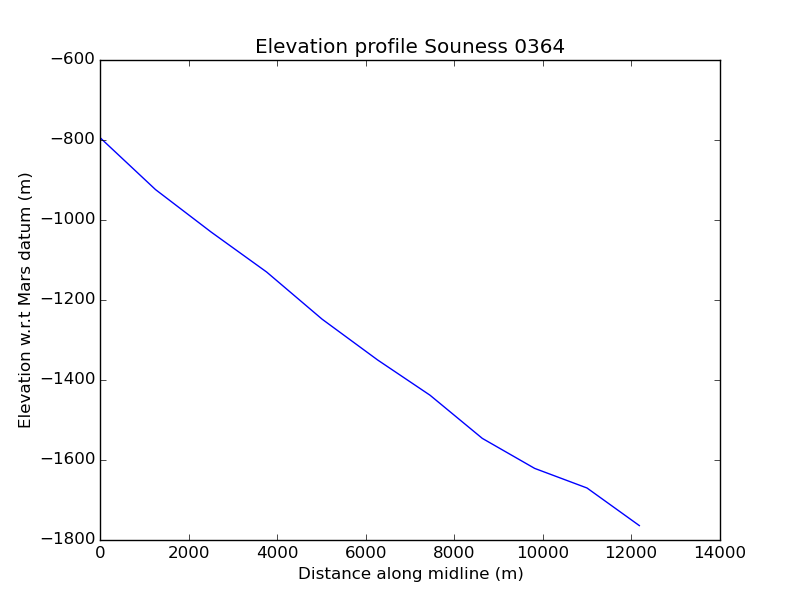 Elevation profile Souness 0364
−600
−800
−1000
−1200
−1400
−1600
−1800
Elevation w.r.t Mars datum (m)
0 2000 4000 6000 8000 10000 12000 14000
Distance along midline (m)